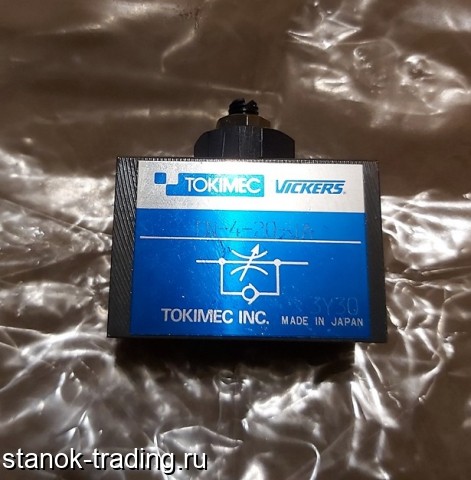 TOKIMEC VICKERS
TOKIMEC INC. MADE IN JAPAN
stanok-trading.ru